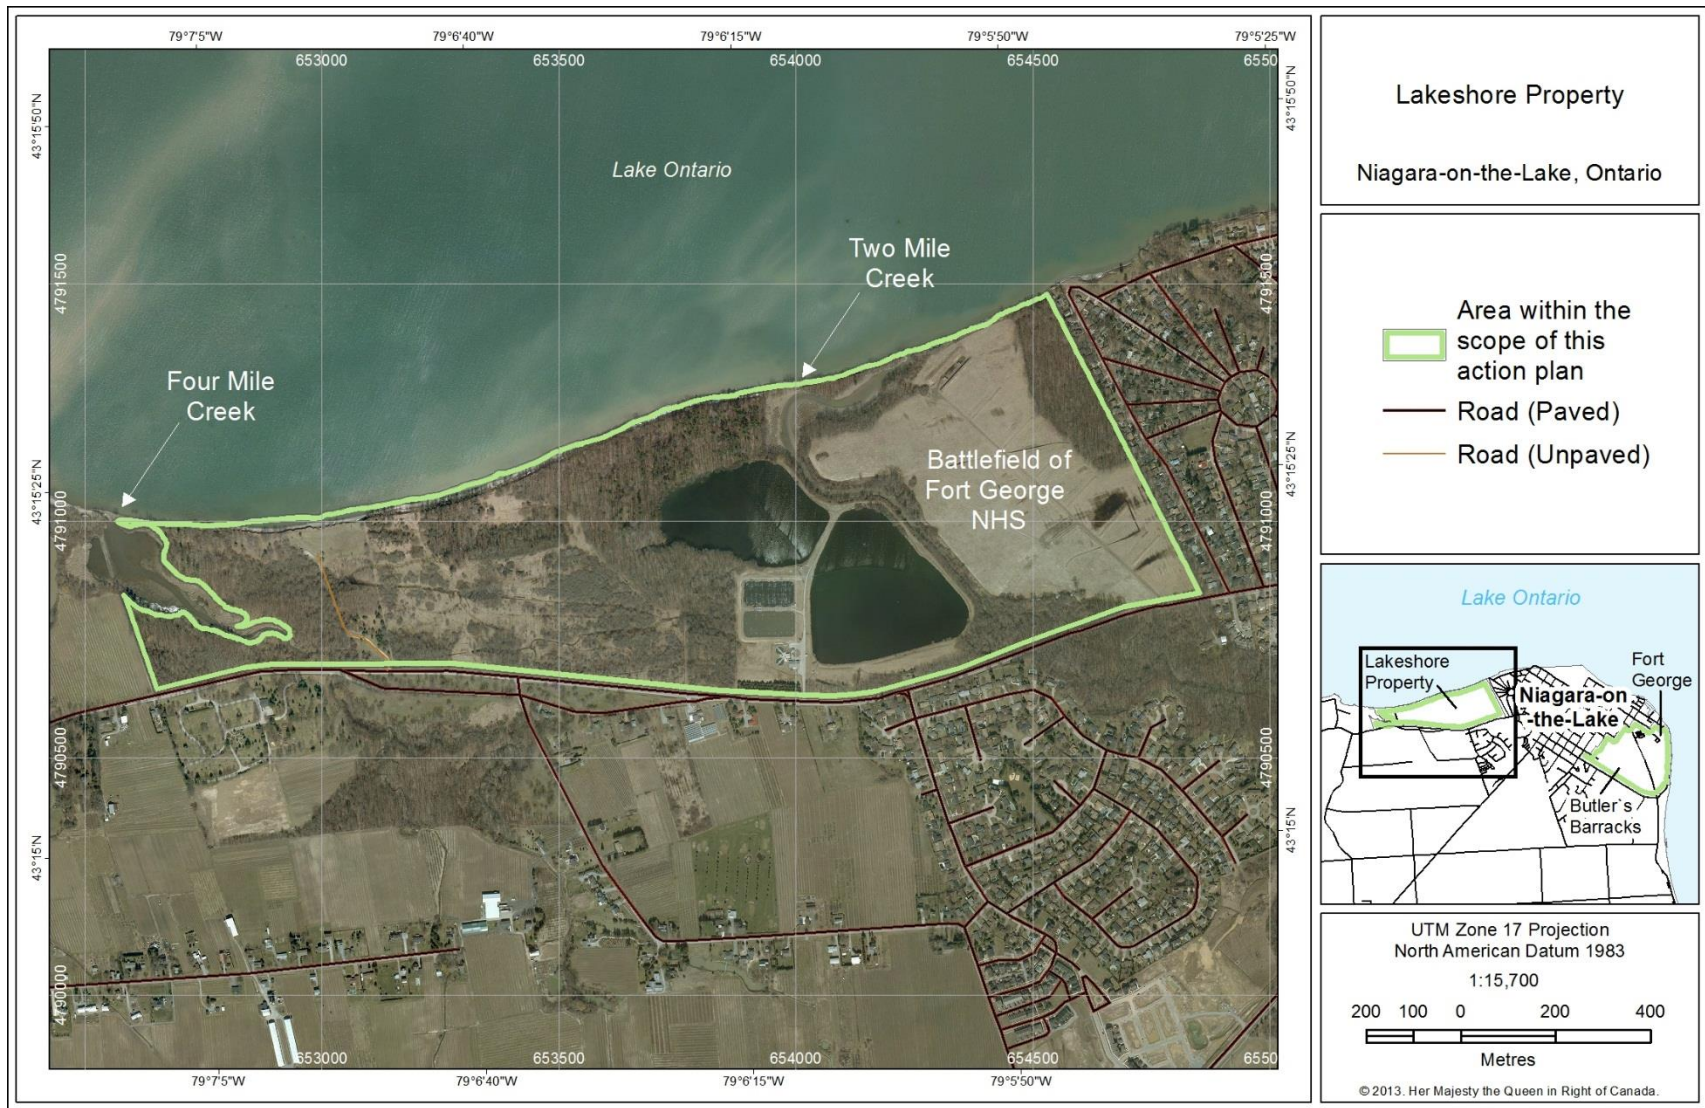 79°7'5"W
79°6'40"W
79°6'15"W
79°5'50"W
79°5'25"W
653000
653500
654000
654500
6550
43°15'50"N
43°15'50"N
Lake Ontario
Two Mile
Creek
4791500
4791500
Four Mile
Creek
Battlefield of
Fort George
NHS
43°15'25"N
43°15'25"N
4791000
4791000
4790500
4790500
43°15'N
43°15'N
4790000
4790000
653000
653500
654000
654500
6550
79°7'5"W
79°6'40"W
79°6'15"W
79°5'50"W
Lakeshore Property
Niagara-on-the-Lake, Ontario
Area within the
scope of this
action plan
Road (Paved)
Road (Unpaved)
Lake Ontario
Lakeshore
Property
Fort
George
Niagara-on
-the-Lake
Butler`s
Barracks
UTM Zone 17 Projection
North American Datum 1983
1:15,700
200 100 0 200 400
Metres
© 2013. Her Majesty the Queen in Right of Canada.